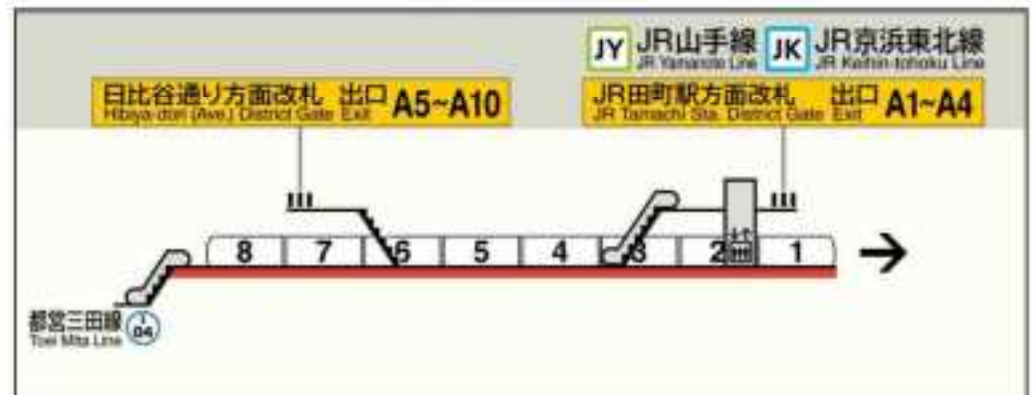 JY JR山手線 JK JR京浜東北線
JR Yamanote Line JR Keihin-tohoku Line
日比谷通り方面改札 出口 A5~A10
Hibiya-dori (Ave.) District Gate Exit
JR田町駅方面改札 出口 A1~A4
JR Tamachi Sta. District Gate Exit
8 7 6 5 4 3 2 1
都営三田線 I 04
Toei Mita Line